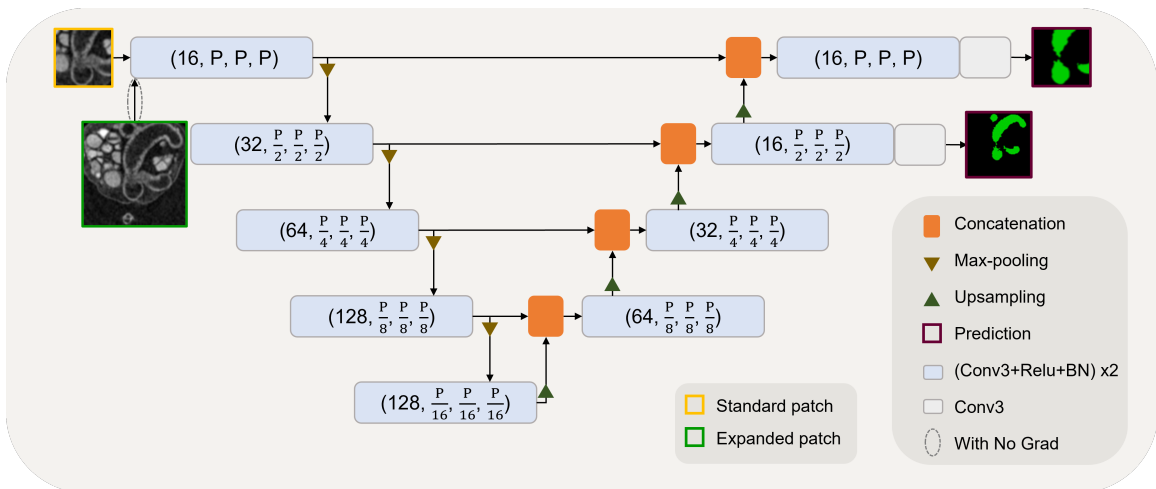 (16, P, P, P)
(16, P, P, P)
(32, P/2, P/2, P/2)
(16, P/2, P/2, P/2)
(64, P/4, P/4, P/4)
(32, P/4, P/4, P/4)
(128, P/8, P/8, P/8)
(64, P/8, P/8, P/8)
(128, P/16, P/16, P/16)
Standard patch
Expanded patch
Concatenation
Max-pooling
Upsampling
Prediction
(Conv3+Relu+BN) x2
Conv3
With No Grad